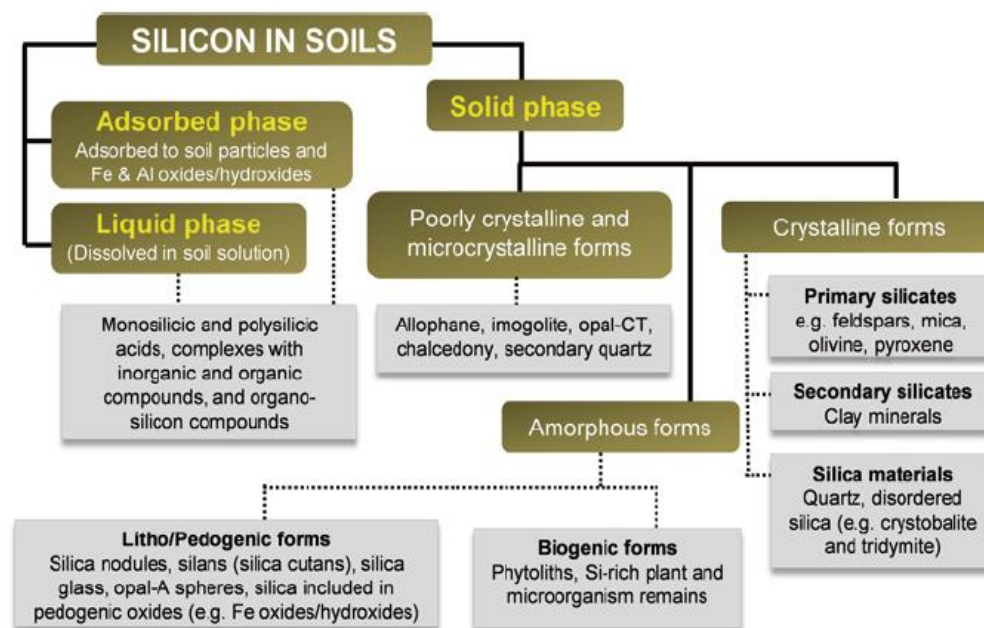 SILICON IN SOILS
Adsorbed phase
Adsorbed to soil particles and
Fe & Al oxides/hydroxides
Liquid phase
(Dissolved in soil solution)
Monosilicic and polysilicic
acids, complexes with
inorganic and organic
compounds, and organo-
silicon compounds
Solid phase
Poorly crystalline and
microcrystalline forms
Allophane, imogolite, opal-CT,
chalcedony, secondary quartz
Amorphous forms
Litho/Pedogenic forms
Silica nodules, silans (silica cutans), silica
glass, opal-A spheres, silica included in
pedogenic oxides (e.g. Fe oxides/hydroxides)
Biogenic forms
Phytoliths, Si-rich plant and
microorganism remains
Crystalline forms
Primary silicates
e.g. feldspars, mica,
olivine, pyroxene
Secondary silicates
Clay minerals
Silica materials
Quartz, disordered
silica (e.g. crystobalite
and tridymite)